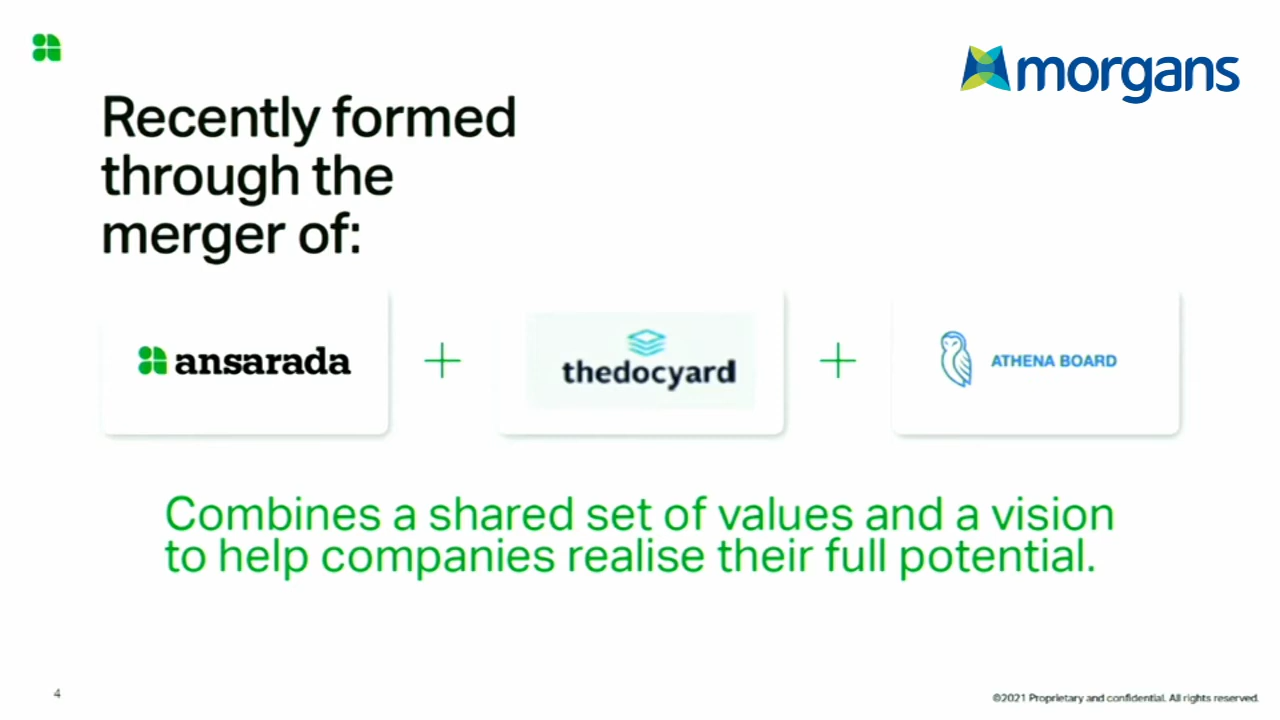 morgans
Recently formed
through the
merger of:
ansarada
thedocyard
ATHENA BOARD
Combines a shared set of values and a vision
to help companies realise their full potential.
4
©2021 Proprietary and confidential. All rights reserved.